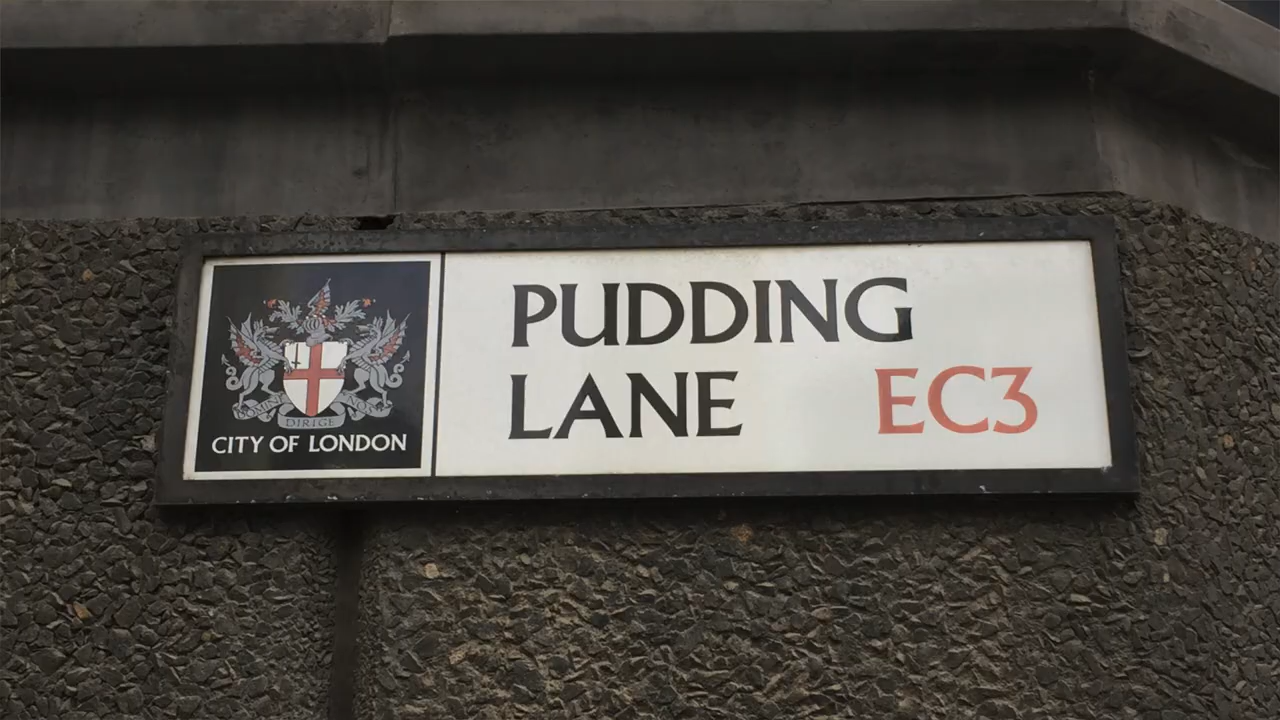 DOMINE DIRIGE NOS
CITY OF LONDON
PUDDING
LANE EC3